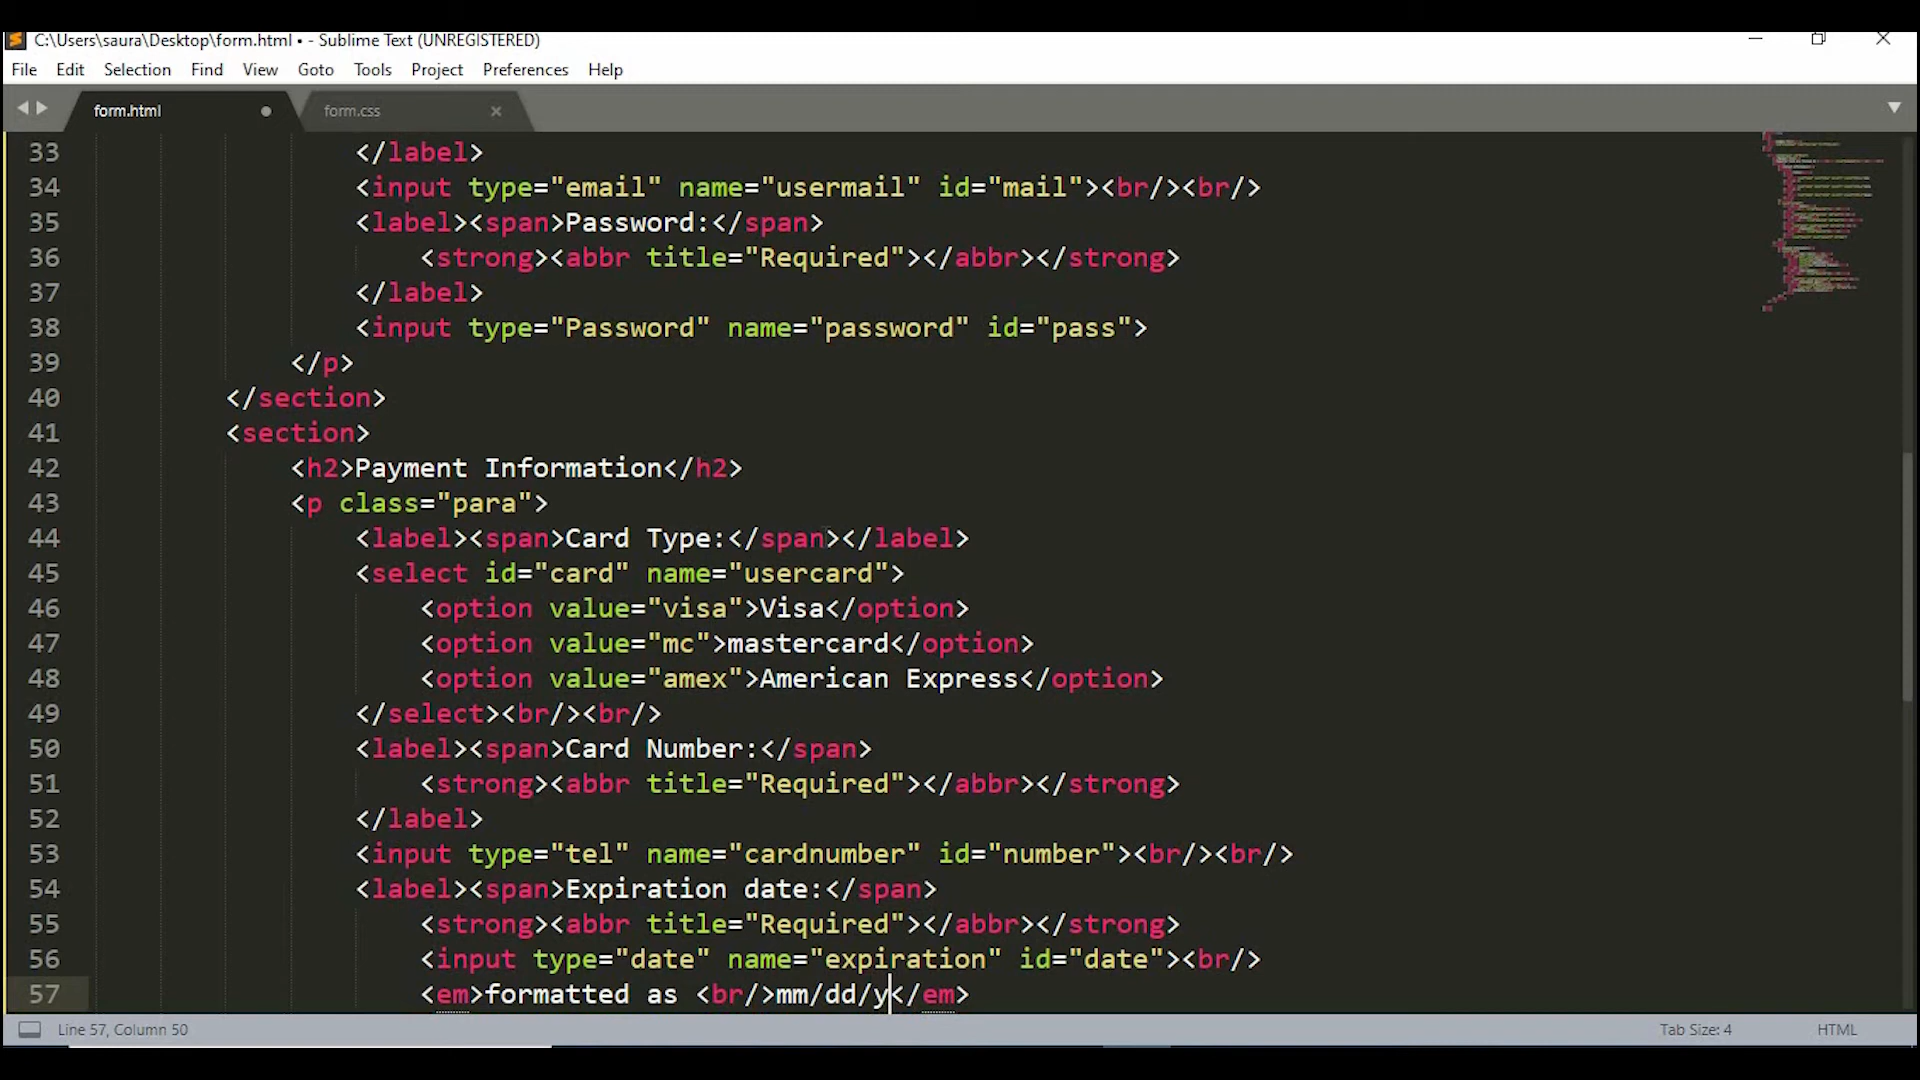 C:\Users\saura\Desktop\form.html • - Sublime Text (UNREGISTERED)
File Edit Selection Find View Goto Tools Project Preferences Help
form.html form.css
33 </label>
34 <input type="email" name="usermail" id="mail"><br/><br/>
35 <label><span>Password:</span>
36 <strong><abbr title="Required"></abbr></strong>
37 </label>
38 <input type="Password" name="password" id="pass">
39 </p>
40 </section>
41 <section>
42 <h2>Payment Information</h2>
43 <p class="para">
44 <label><span>Card Type:</span></label>
45 <select id="card" name="usercard">
46 <option value="visa">Visa</option>
47 <option value="mc">mastercard</option>
48 <option value="amex">American Express</option>
49 </select><br/><br/>
50 <label><span>Card Number:</span>
51 <strong><abbr title="Required"></abbr></strong>
52 </label>
53 <input type="tel" name="cardnumber" id="number"><br/><br/>
54 <label><span>Expiration date:</span>
55 <strong><abbr title="Required"></abbr></strong>
56 <input type="date" name="expiration" id="date"><br/>
57 <em>formatted as <br/>mm/dd/y</em>
Line 57, Column 50 Tab Size: 4 HTML